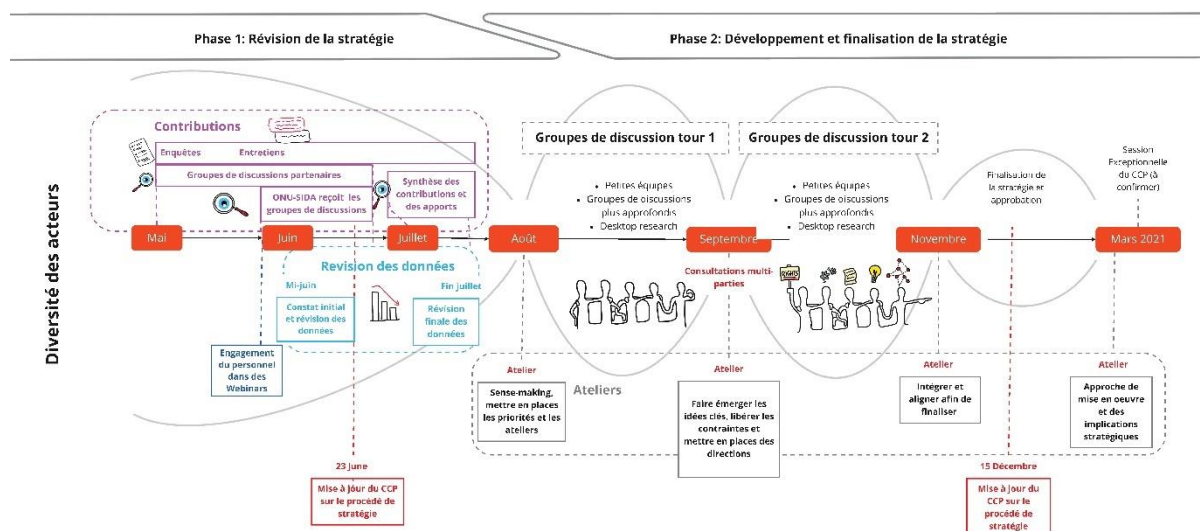 Phase 1: Révision de la stratégie
Phase 2: Développement et finalisation de la stratégie
Diversité des acteurs
Contributions
Enquêtes
Entretiens
Groupes de discussions partenaires
ONU-SIDA reçoit les
groupes de discussions
Synthèse des
contributions et
des apports
Groupes de discussion tour 1
Petites équipes
Groupes de oiscussions
plus approfondis
Desktop research
Groupes de discussion tour 2
Petites équipes
Groupes de oiscussions
plus approfondis
Desktop research
Finalisation de
la stratégie et
approbation
Session
Exceptionelle
du CCP (à
confirmer)
Mai
Juin
Juillet
Août
Septembre
Novembre
Mars 2021
Revision des données
Mi-juin
Fin juillet
Constat initial
et révision des
données
Révision
finale des
données
Consultations multi-
parties
RIGHTS
Engagement
du personnel
dans des
Webinars
Ateliers
Atelier
Sense-making,
mettre en places
les priorités et les
ateliers
Atelier
Faire émerger les
idées clés, libérer les
contraintes et
mettre en places des
directions
Atelier
Intégrer et
aligner afin de
finaliser
Atelier
Approche de
mise en oeuvre et
des implications
stratégiques
23 June
Mise à jour du CCP
sur le procédé de
stratégie
15 Décembre
Mise à Jour du
CCP sur le
procédé de
stratégie